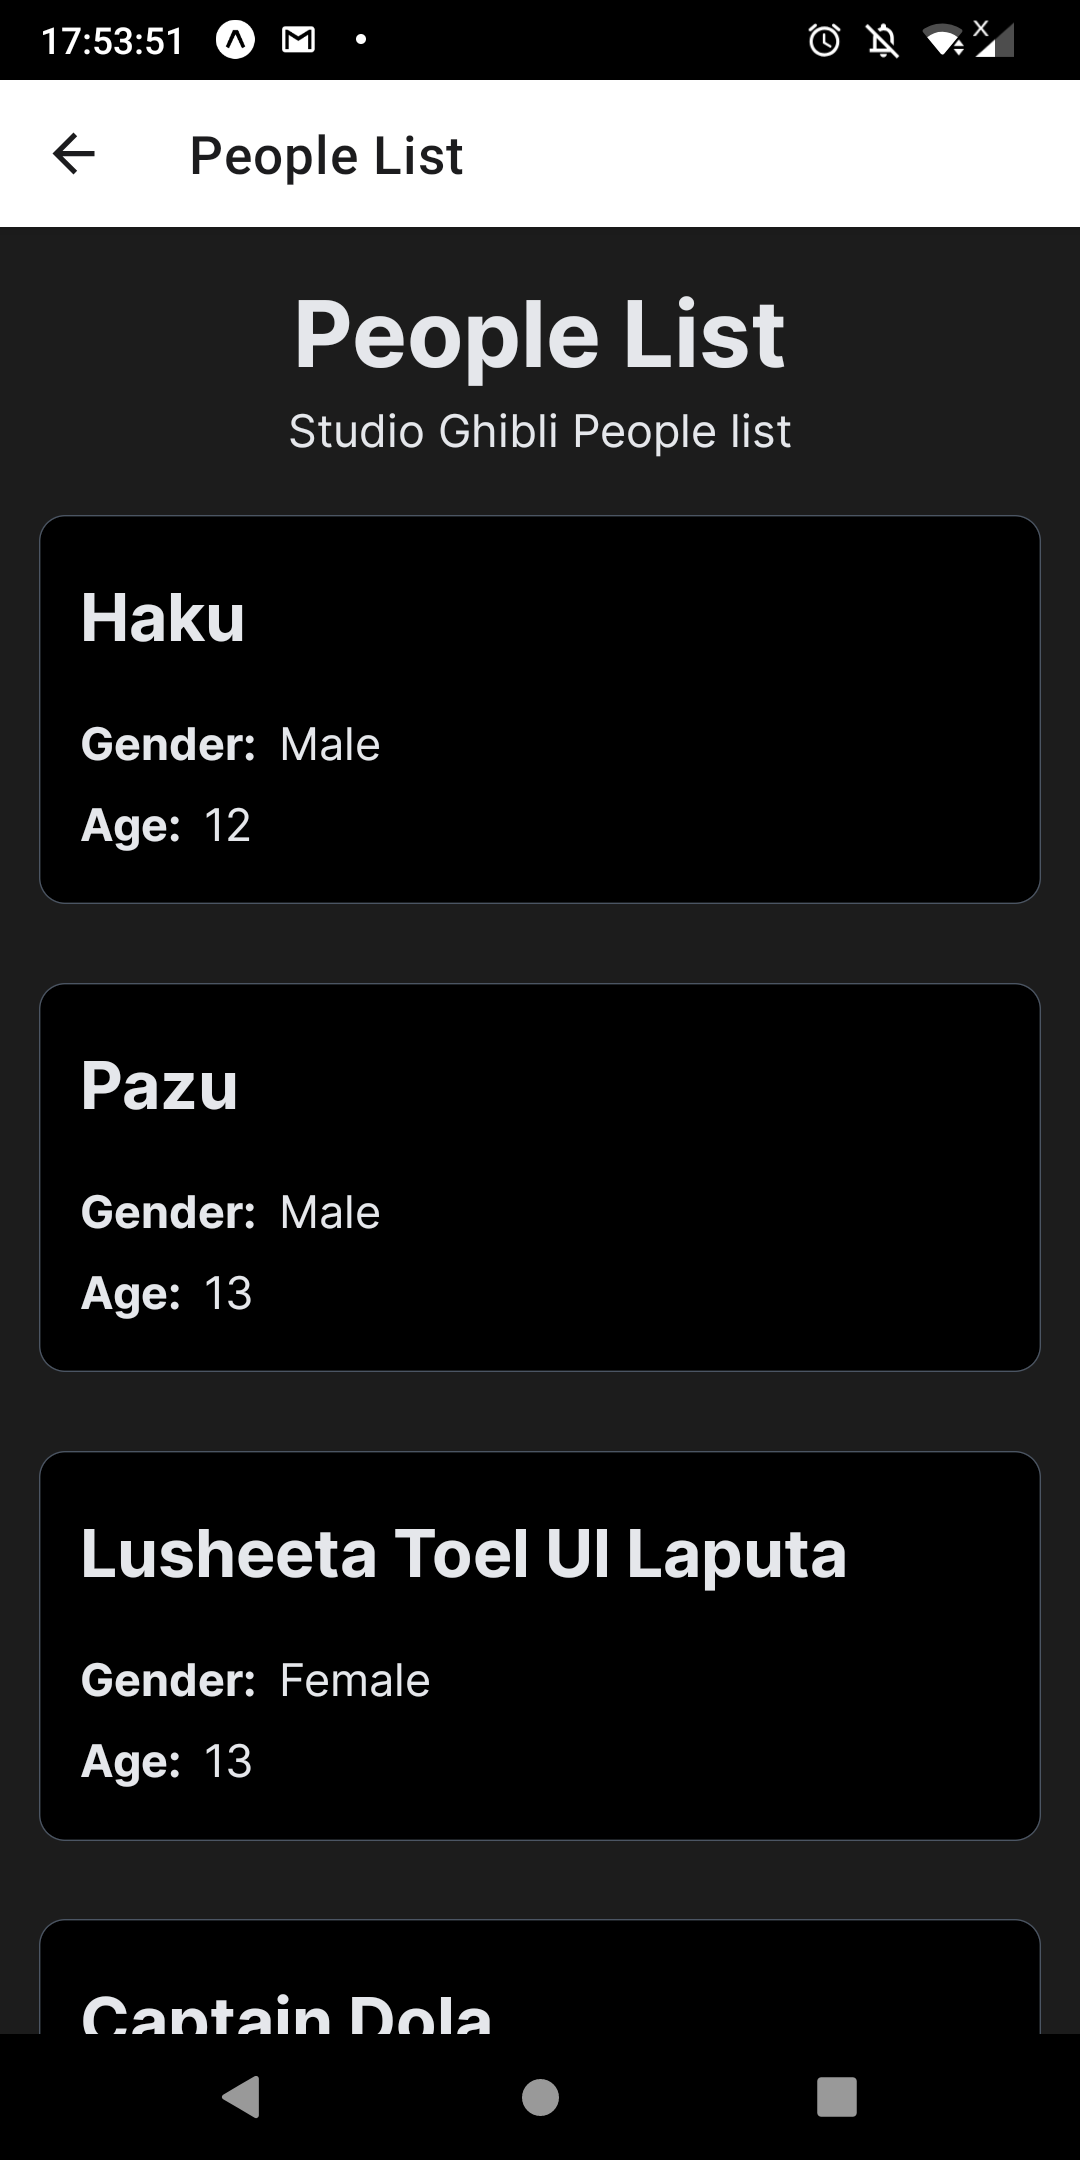 17:53:51
People List
People List
Studio Ghibli People list
Haku
Gender: Male
Age: 12
Pazu
Gender: Male
Age: 13
Lusheeta Toel Ul Laputa
Gender: Female
Age: 13
Captain Dola